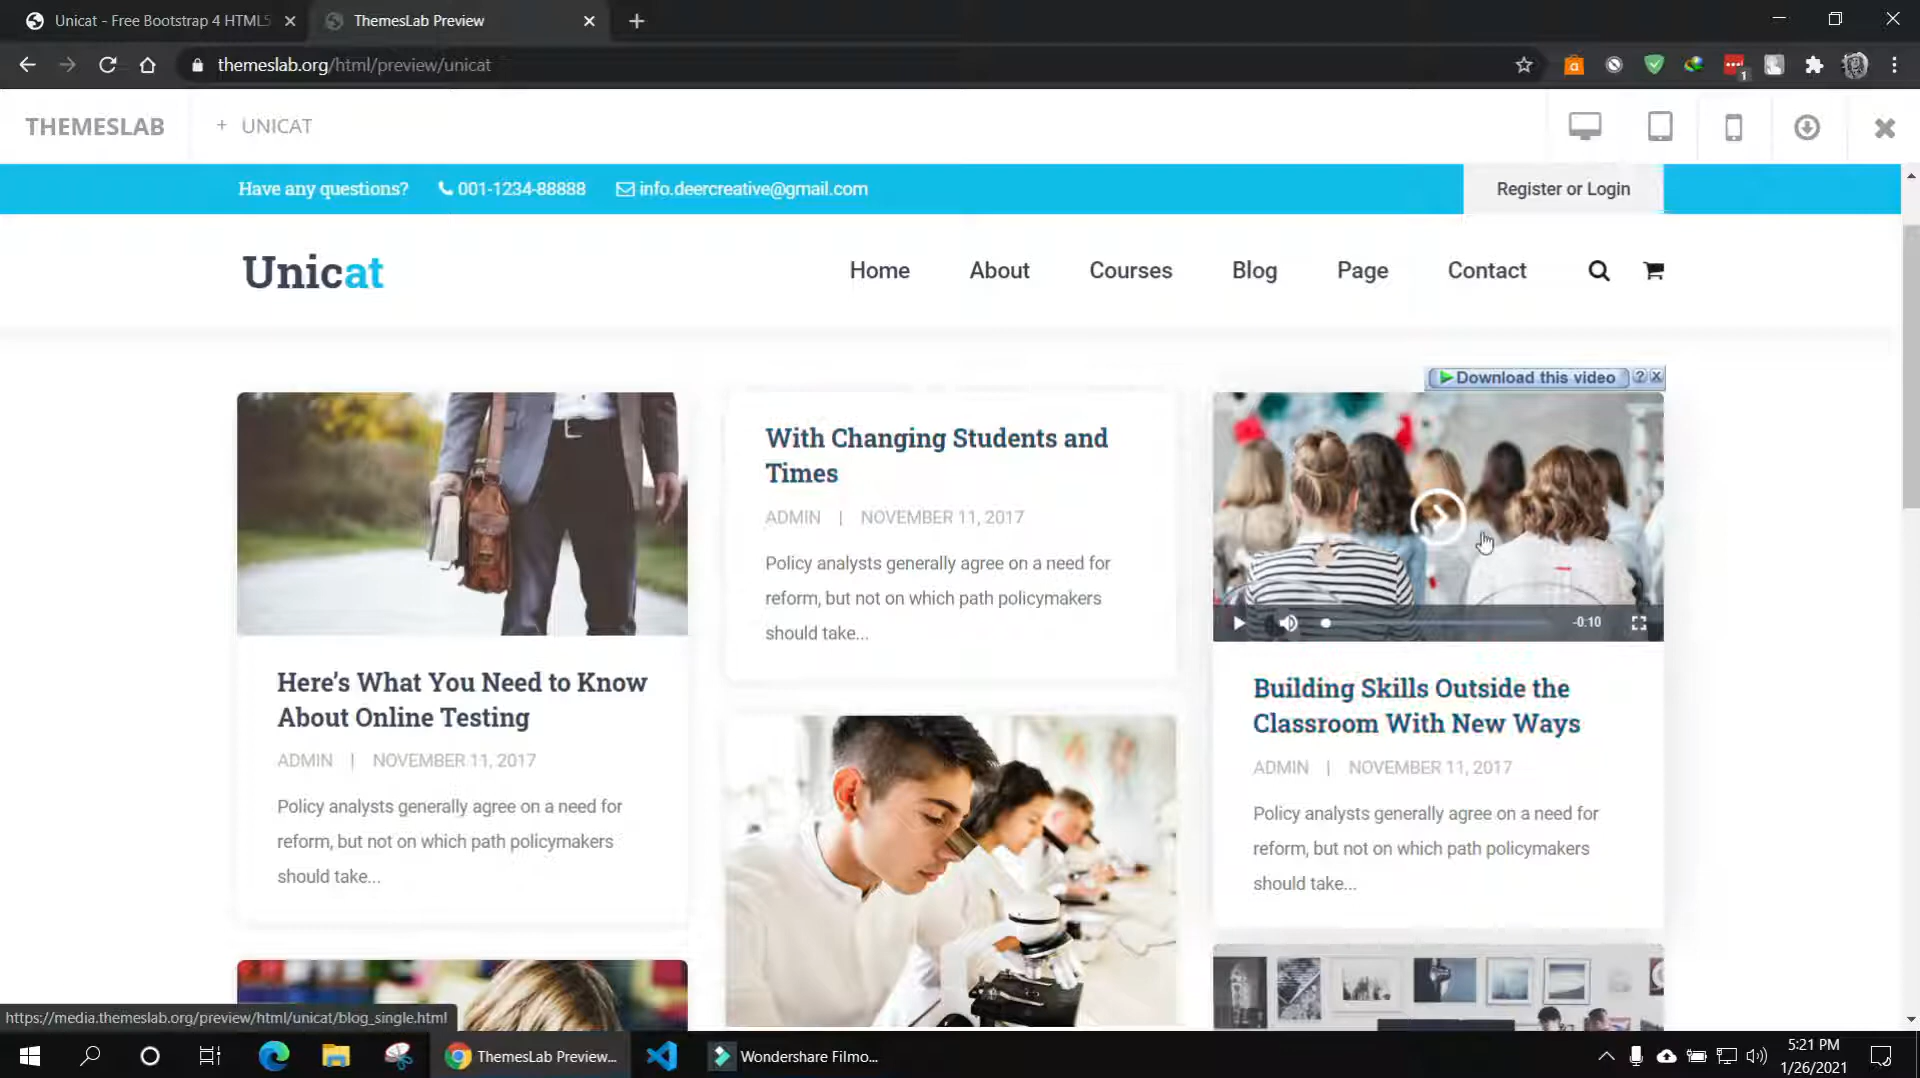 Unicat - Free Bootstrap 4 HTML5
ThemesLab Preview
themeslab.org/html/preview/unicat
1
THEMESLAB
+ UNICAT
Have any questions?
001-1234-88888
info.deercreative@gmail.com
Register or Login
Unicat
Home
About
Courses
Blog
Page
Contact
Download this video
?
With Changing Students and
Times
ADMIN | NOVEMBER 11, 2017
Policy analysts generally agree on a need for
reform, but not on which path policymakers
should take...
-0:10
Here's What You Need to Know
About Online Testing
ADMIN | NOVEMBER 11, 2017
Policy analysts generally agree on a need for
reform, but not on which path policymakers
should take...
Building Skills Outside the
Classroom With New Ways
ADMIN | NOVEMBER 11, 2017
Policy analysts generally agree on a need for
reform, but not on which path policymakers
should take...
https://media.themeslab.org/preview/html/unicat/blog_single.html
ThemesLab Preview...
Wondershare Filmo...
5:21 PM
1/26/2021